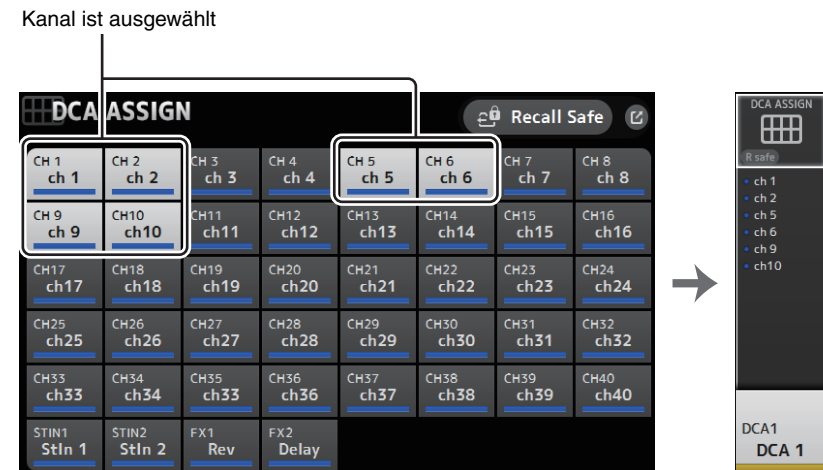 Kanal ist ausgewählt
DCA ASSIGN
Recall Safe
CH 1 CH 2 CH 3 CH 4 CH 5 CH 6 CH 7 CH 8
ch 1 ch 2 ch 3 ch 4 ch 5 ch 6 ch 7 ch 8
CH 9 CH10 CH11 CH12 CH13 CH14 CH15 CH16
ch 9 ch10 ch11 ch12 ch13 ch14 ch15 ch16
CH17 CH18 CH19 CH20 CH21 CH22 CH23 CH24
ch17 ch18 ch19 ch20 ch21 ch22 ch23 ch24
CH25 CH26 CH27 CH28 CH29 CH30 CH31 CH32
ch25 ch26 ch27 ch28 ch29 ch30 ch31 ch32
CH33 CH34 CH35 CH36 CH37 CH38 CH39 CH40
ch33 ch34 ch33 ch36 ch37 ch38 ch39 ch40
STIN1 STIN2 FX1 FX2
StIn 1 StIn 2 Rev Delay
DCA ASSIGN
R safe
ch 1
ch 2
ch 5
ch 6
ch 9
ch10
DCA1
DCA 1